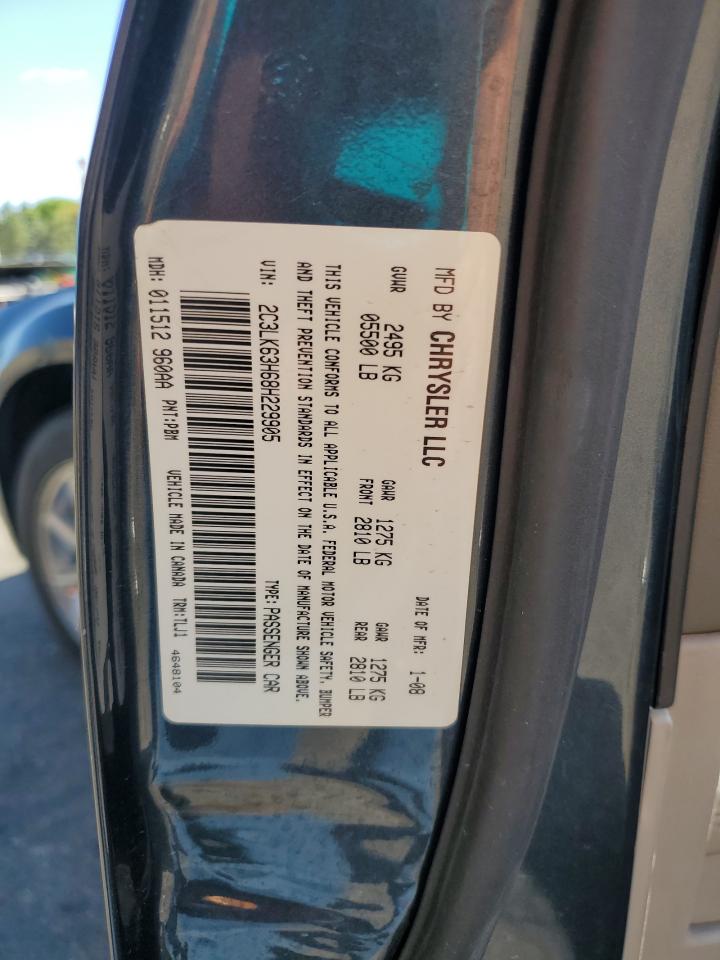 MFD BY CHRYSLER LLC
DATE OF MFR: 1-08
GVWR 2495 KG
05500 LB
GAWR FRONT 1275 KG
2810 LB
GAWR REAR 1275 KG
2810 LB
THIS VEHICLE CONFORMS TO ALL APPLICABLE U.S.A. FEDERAL MOTOR VEHICLE SAFETY, BUMPER
AND THEFT PREVENTION STANDARDS IN EFFECT ON THE DATE OF MANUFACTURE SHOWN ABOVE.
VIN: 2C3LK63H68H229905 TYPE: PASSENGER CAR
MDH: 011512 960AA PNT:PBM VEHICLE MADE IN CANADA TRM:TLJ1 4648104